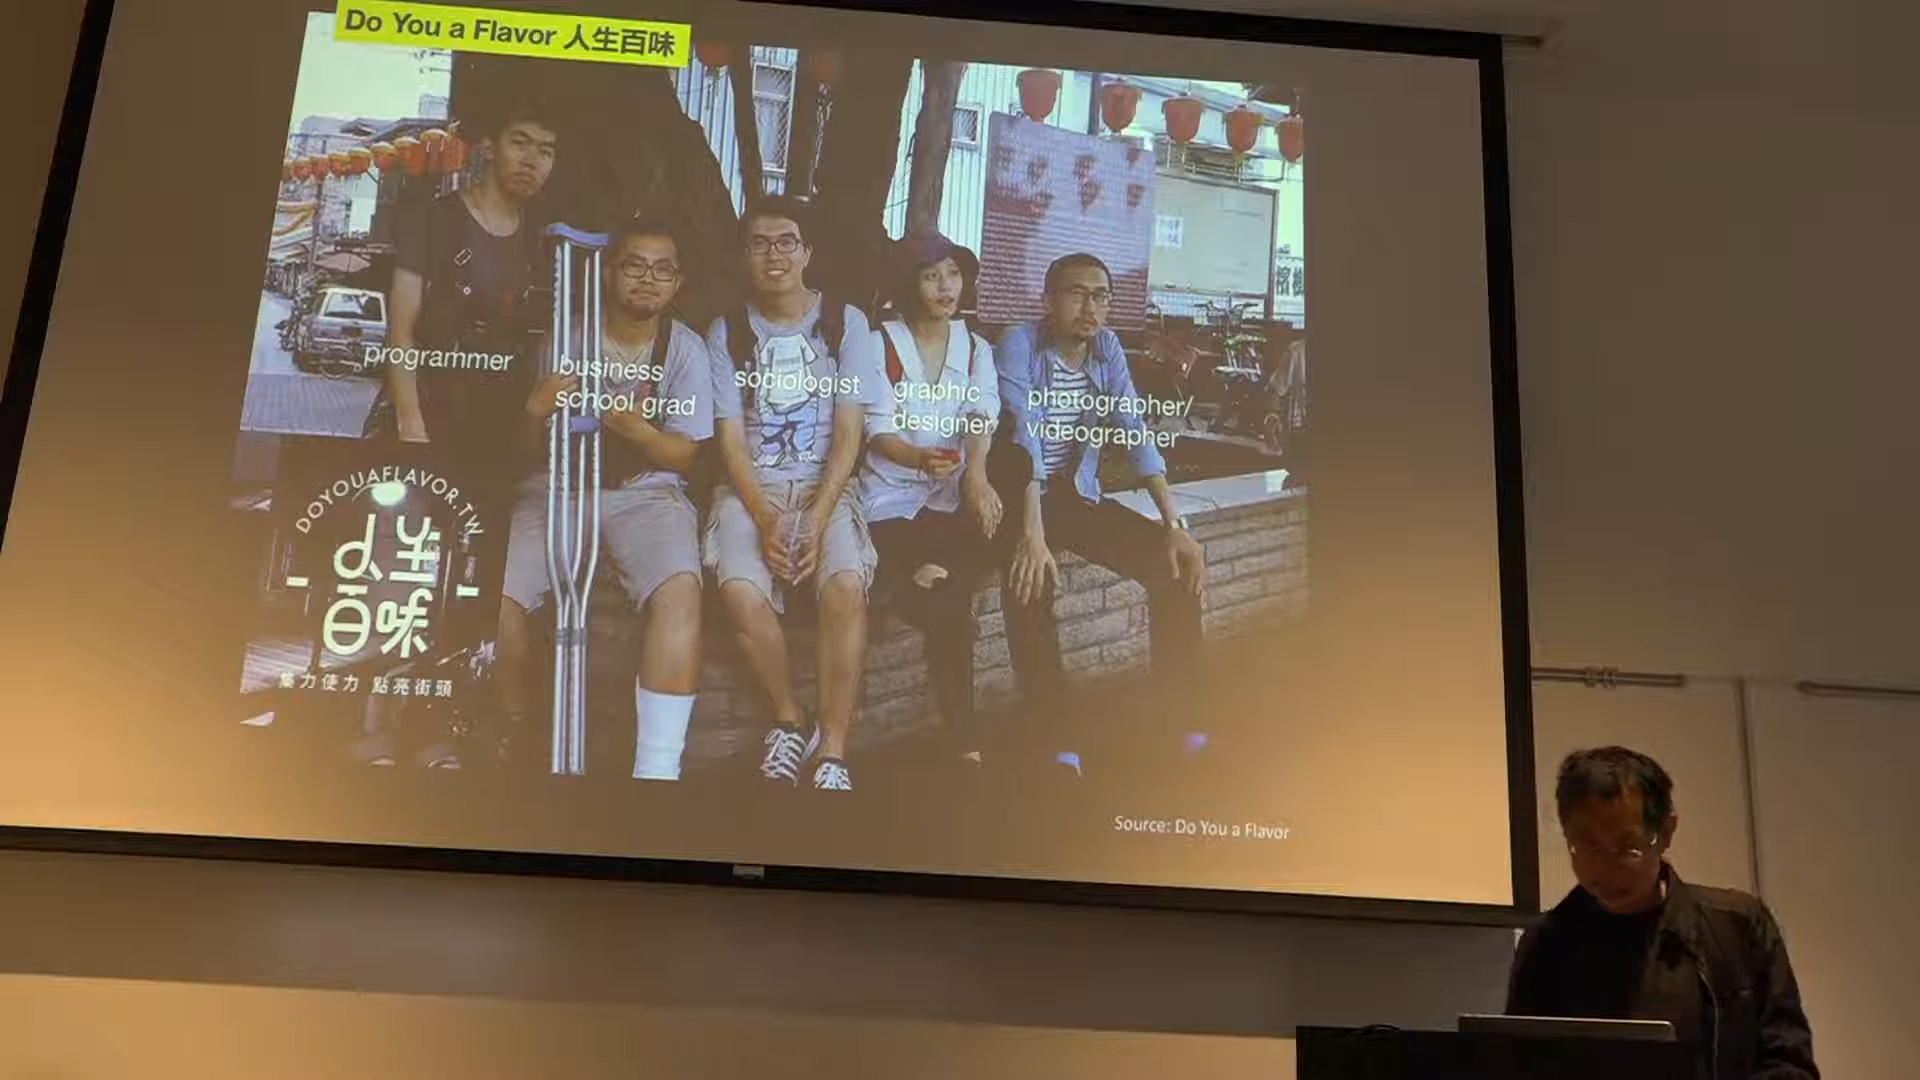 Do You a Flavor 人生百味
programmer
business
school grad
sociologist
graphic
designer
photographer/
videographer
DOYOUAFLAVOR.TW
人生
百味
集力使力 點亮街頭
Source: Do You a Flavor